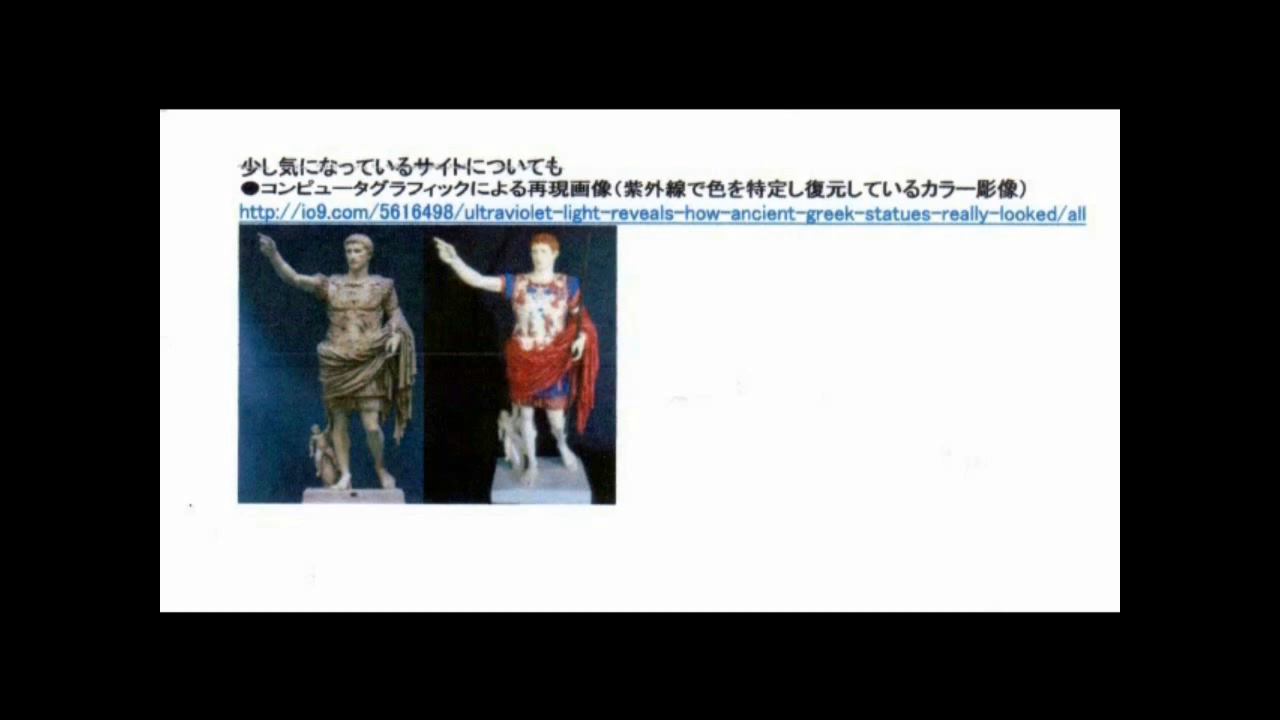 少し気になっているサイトについても
●コンピュータグラフィックによる再現画像（紫外線で色を特定し復元しているカラー彫像）
http://io9.com/5616498/ultraviolet-light-reveals-how-ancient-greek-statues-really-looked/all